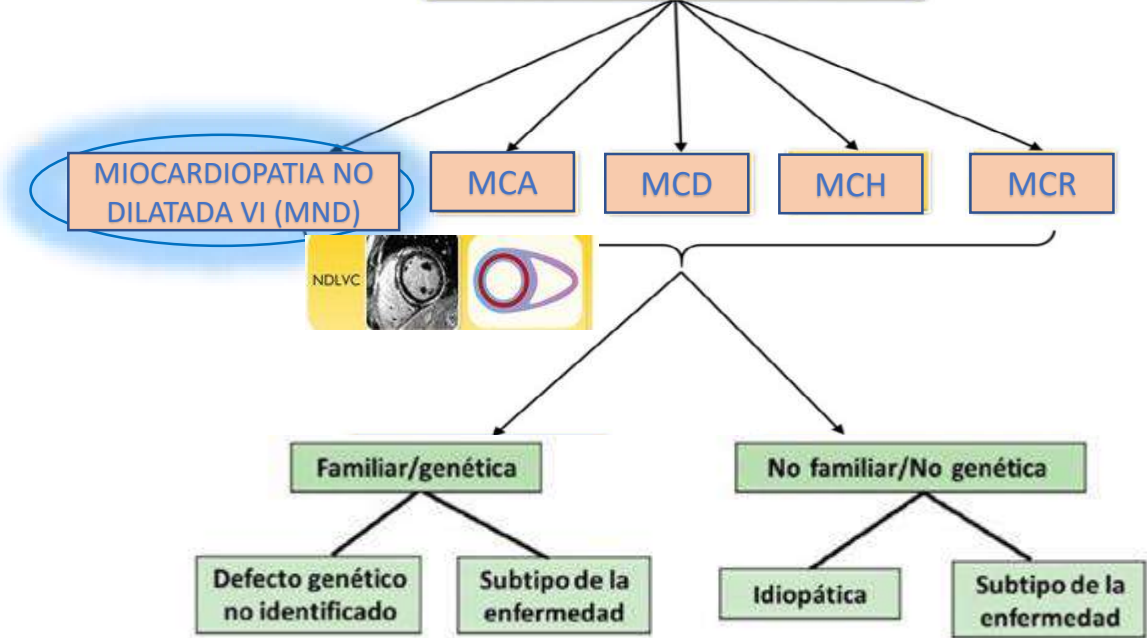 MIOCARDIOPATIA NO
DILATADA VI (MND)
MCA
MCD
MCH
MCR
NDLVC
Familiar/genética
No familiar/No genética
Defecto genético
no identificado
Subtipo de la
enfermedad
Idiopática
Subtipo de la
enfermedad